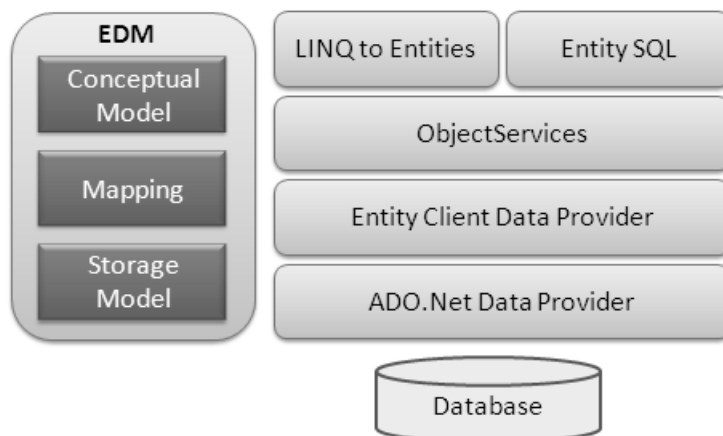 EDM
Conceptual
Model
Mapping
Storage
Model
LINQ to Entities
Entity SQL
ObjectServices
Entity Client Data Provider
ADO.Net Data Provider
Database